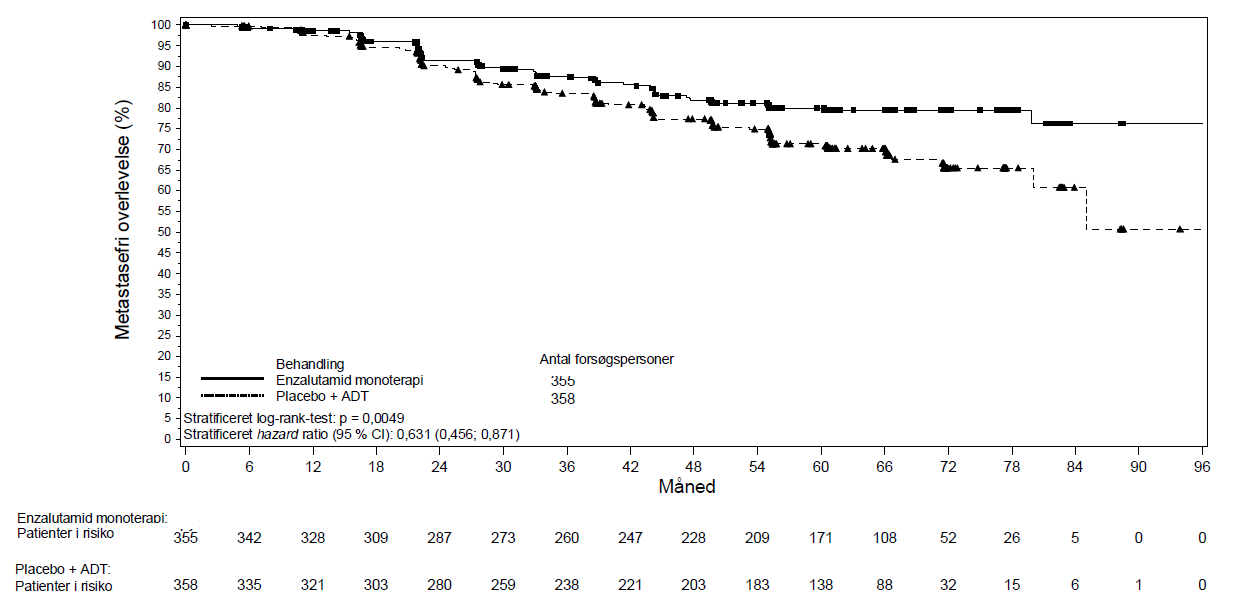 Metastasefri overlevelse (%)
100
95
90
85
80
75
70
65
60
55
50
45
40
35
30
25
20
15
10
5
0
Behandling Antal forsøgspersoner
Enzalutamid monoterapi 355
Placebo + ADT 358
Stratificeret log-rank-test: p = 0,0049
Stratificeret hazard ratio (95 % CI): 0,631 (0,456; 0,871)
0 6 12 18 24 30 36 42 48 54 60 66 72 78 84 90 96
Måned
Enzalutamid monoterapi:
Patienter i risiko 355 342 328 309 287 273 260 247 228 209 171 108 52 26 5 0 0
Placebo + ADT:
Patienter i risiko 358 335 321 303 280 259 238 221 203 183 138 88 32 15 6 1 0